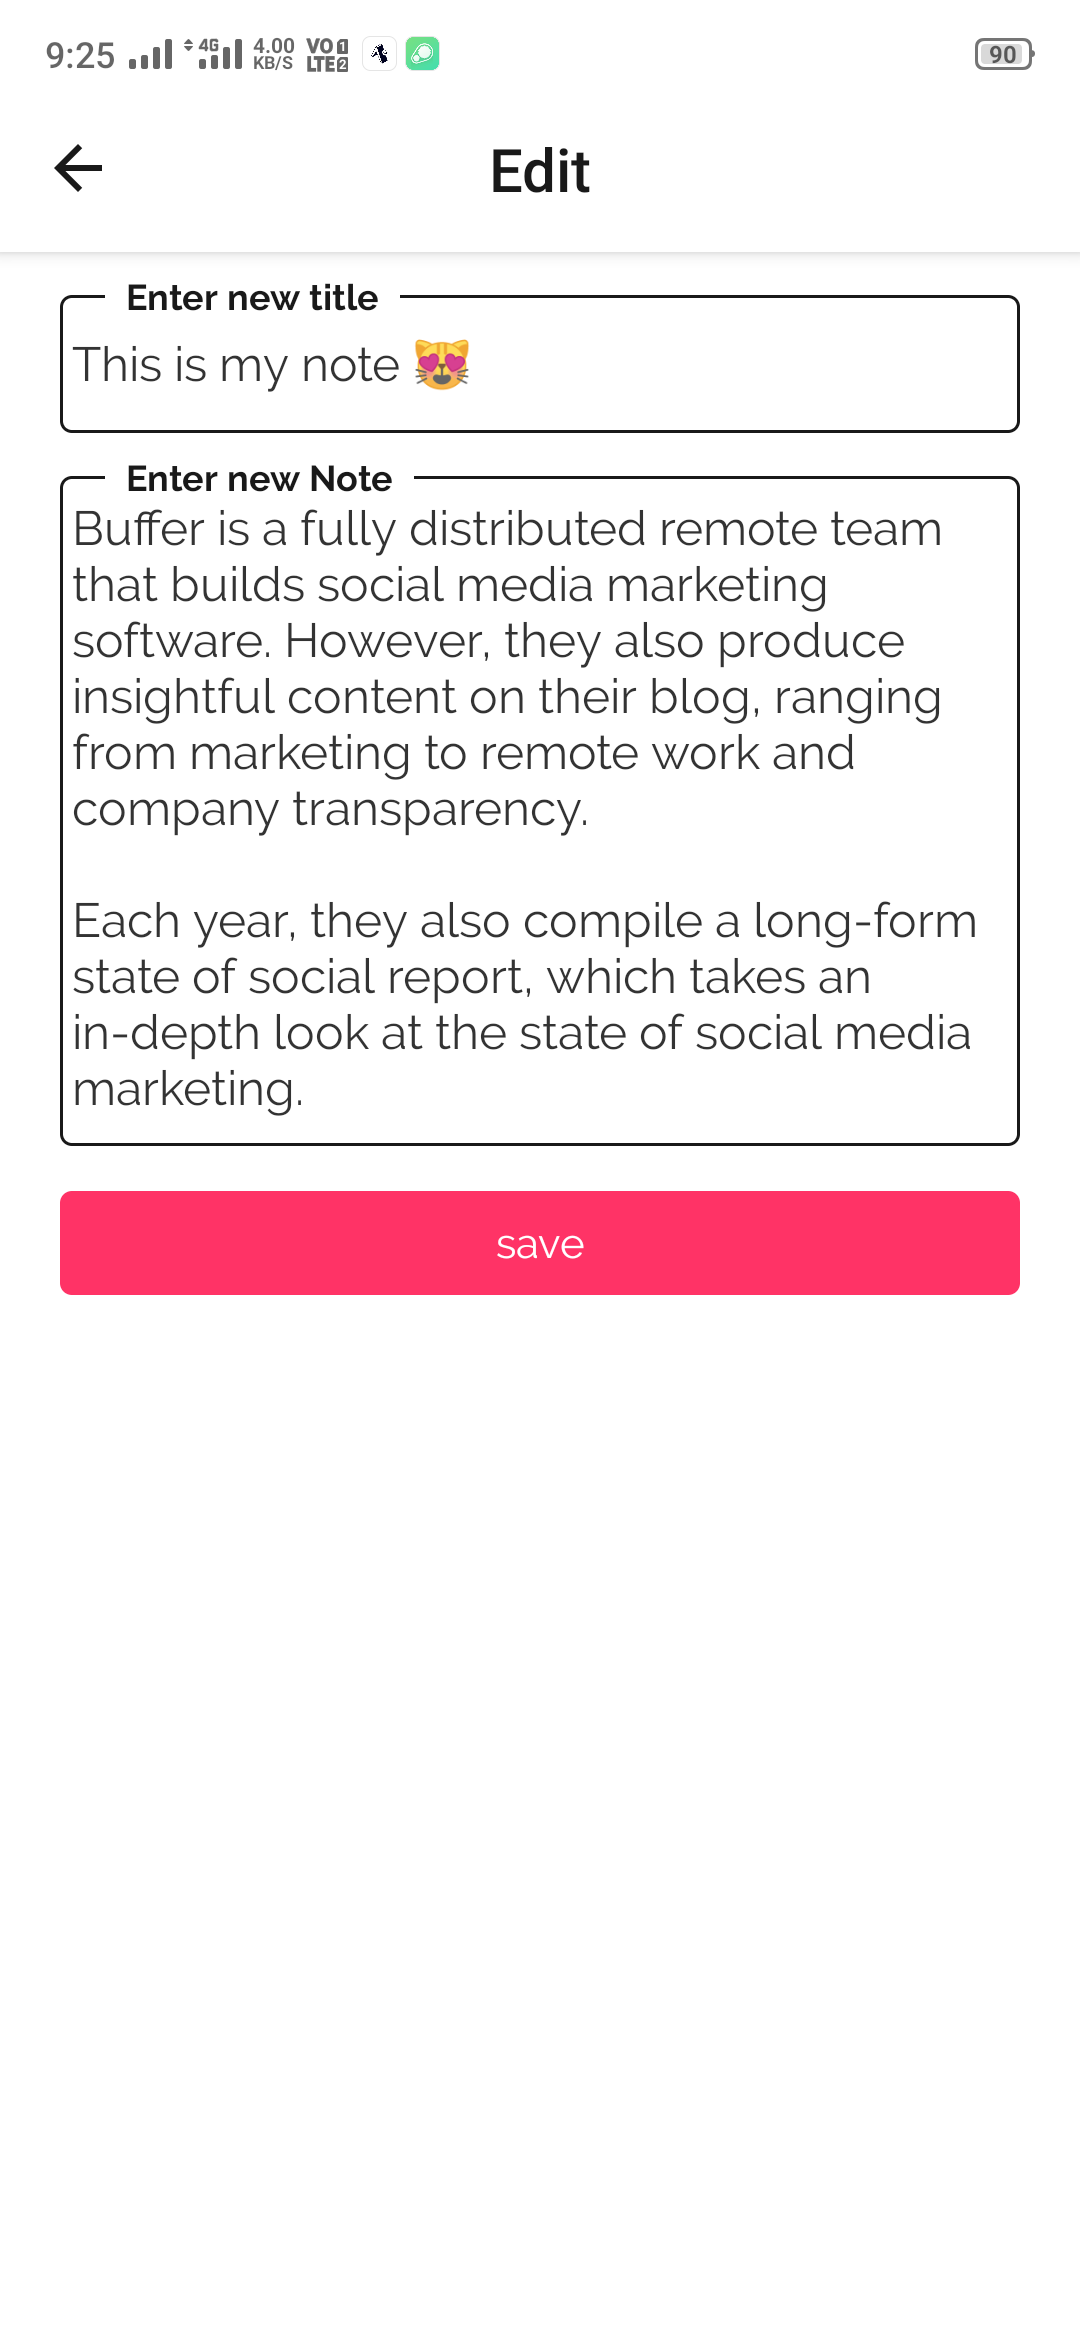 9:25 4G 4.00 KB/S VO 1 LTE 2 90
Edit
Enter new title
This is my note 😻
Enter new Note
Buffer is a fully distributed remote team
that builds social media marketing
software. However, they also produce
insightful content on their blog, ranging
from marketing to remote work and
company transparency.
Each year, they also compile a long-form
state of social report, which takes an
in-depth look at the state of social media
marketing.
save